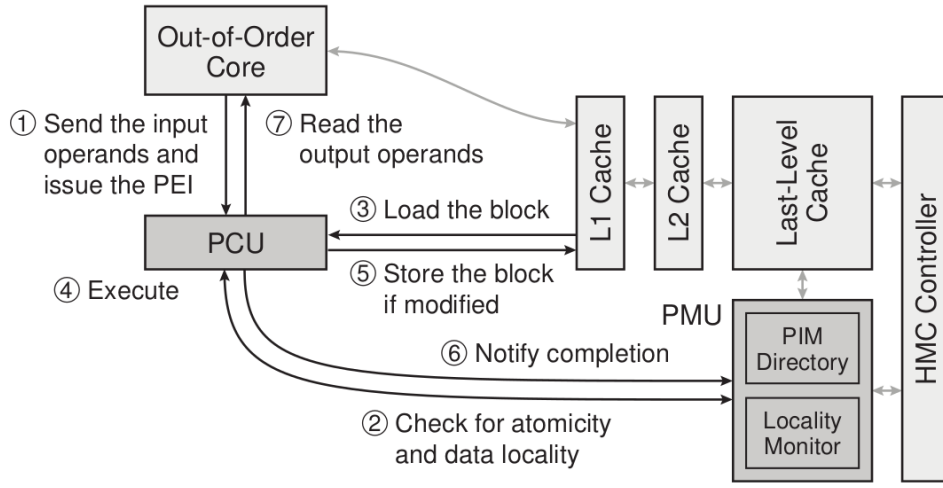 Out-of-Order
Core
① Send the input
operands and
issue the PEI
⑦ Read the
output operands
PCU
③ Load the block
④ Execute
⑤ Store the block
if modified
L1 Cache
L2 Cache
Last-Level
Cache
HMC Controller
PMU
PIM
Directory
Locality
Monitor
⑥ Notify completion
② Check for atomicity
and data locality